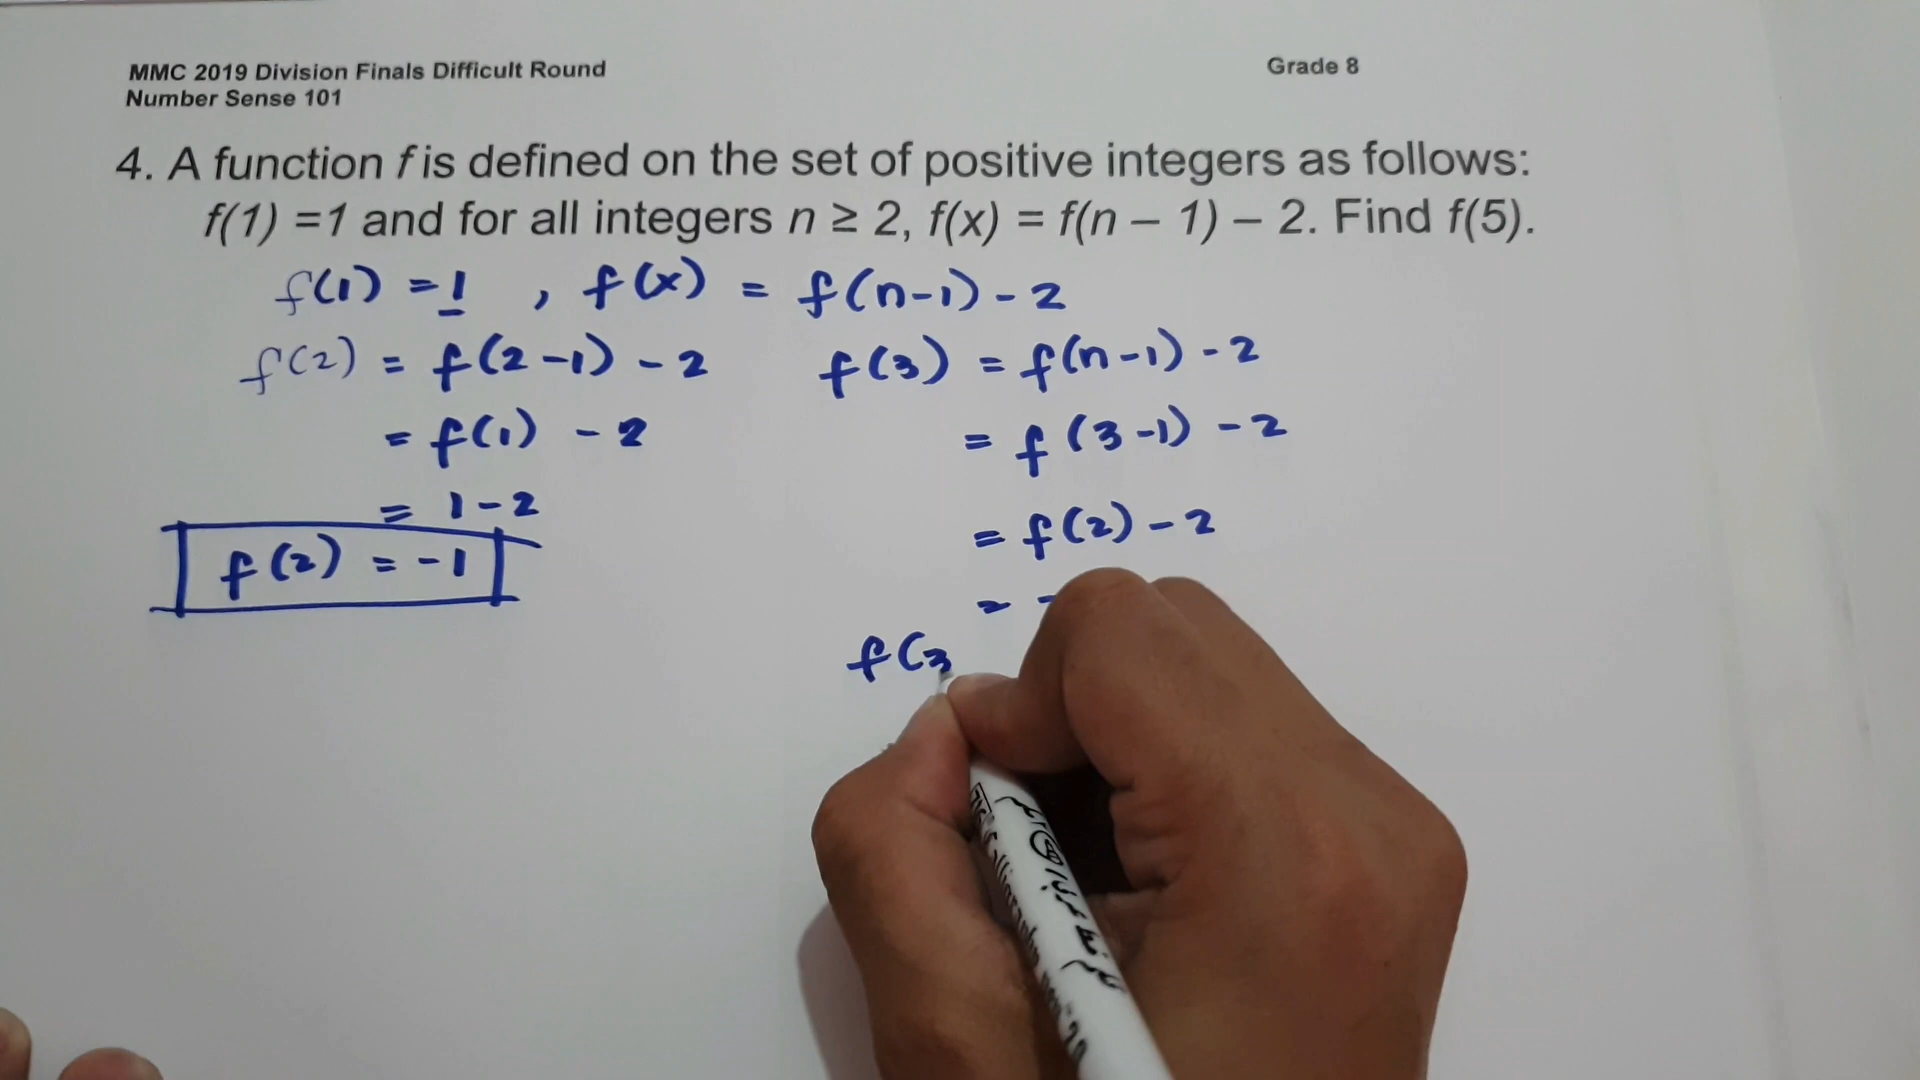 MMC 2019 Division Finals Difficult Round
Grade 8
Number Sense 101
4. A function f is defined on the set of positive integers as follows:
f(1) =1 and for all integers n ≥ 2, f(x) = f(n – 1) – 2. Find f(5).
f(1) = 1 , f(x) = f(n-1) - 2
f(2) = f(2-1) - 2
= f(1) - 2
= 1 - 2
f(2) = -1
f(3) = f(n-1) - 2
= f(3-1) - 2
= f(2) - 2
= -
f(3